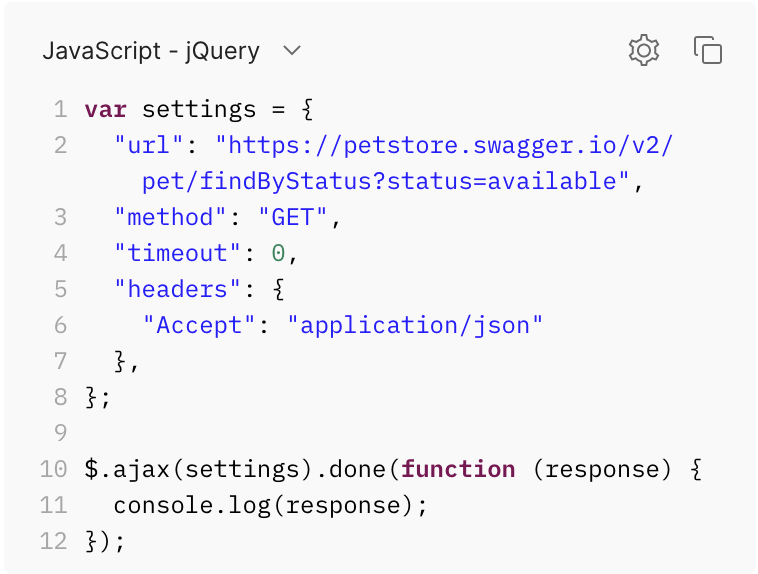 JavaScript - jQuery
1 var settings = {
2   "url": "https://petstore.swagger.io/v2/
    pet/findByStatus?status=available",
3   "method": "GET",
4   "timeout": 0,
5   "headers": {
6     "Accept": "application/json"
7   },
8 };
9
10 $.ajax(settings).done(function (response) {
11   console.log(response);
12 });